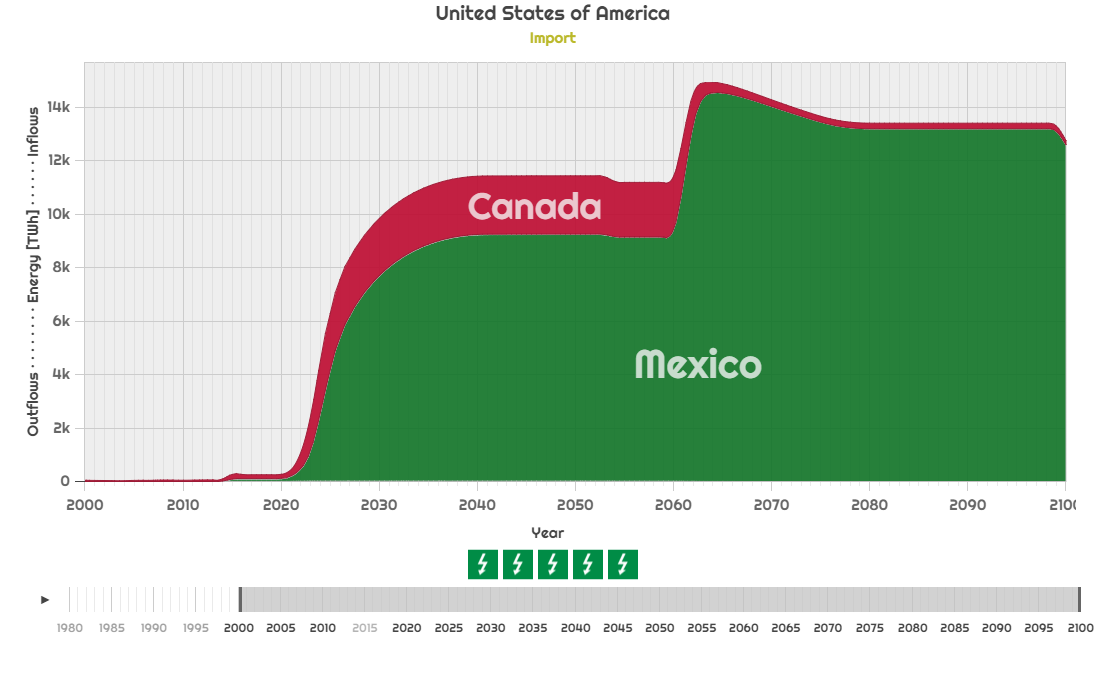 United States of America
Import
Outflows · · · · · · · · Energy [TWh] · · · · · · Inflows
14k
12k
10k
8k
6k
4k
2k
0
Canada
Mexico
2000 2010 2020 2030 2040 2050 2060 2070 2080 2090 2100
Year
1980 1985 1990 1995 2000 2005 2010 2015 2020 2025 2030 2035 2040 2045 2050 2055 2060 2065 2070 2075 2080 2085 2090 2095 2100